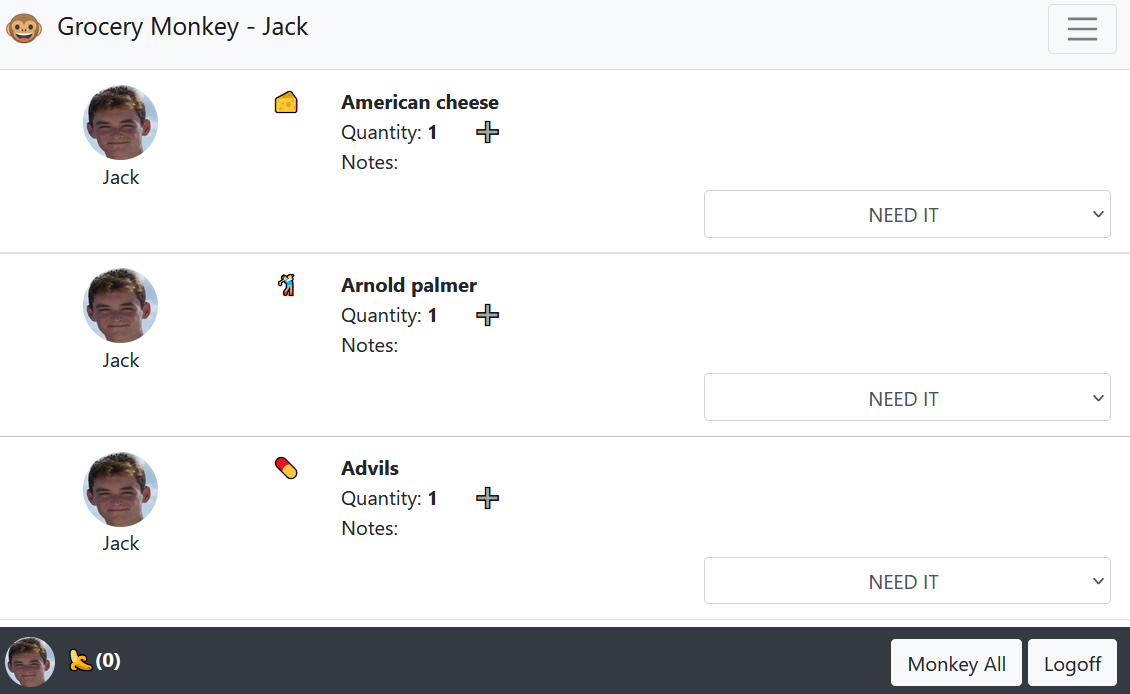 Grocery Monkey - Jack
American cheese
Quantity: 1
Notes:
Jack
NEED IT
Arnold palmer
Quantity: 1
Notes:
Jack
NEED IT
Advils
Quantity: 1
Notes:
Jack
NEED IT
(0)
Monkey All
Logoff